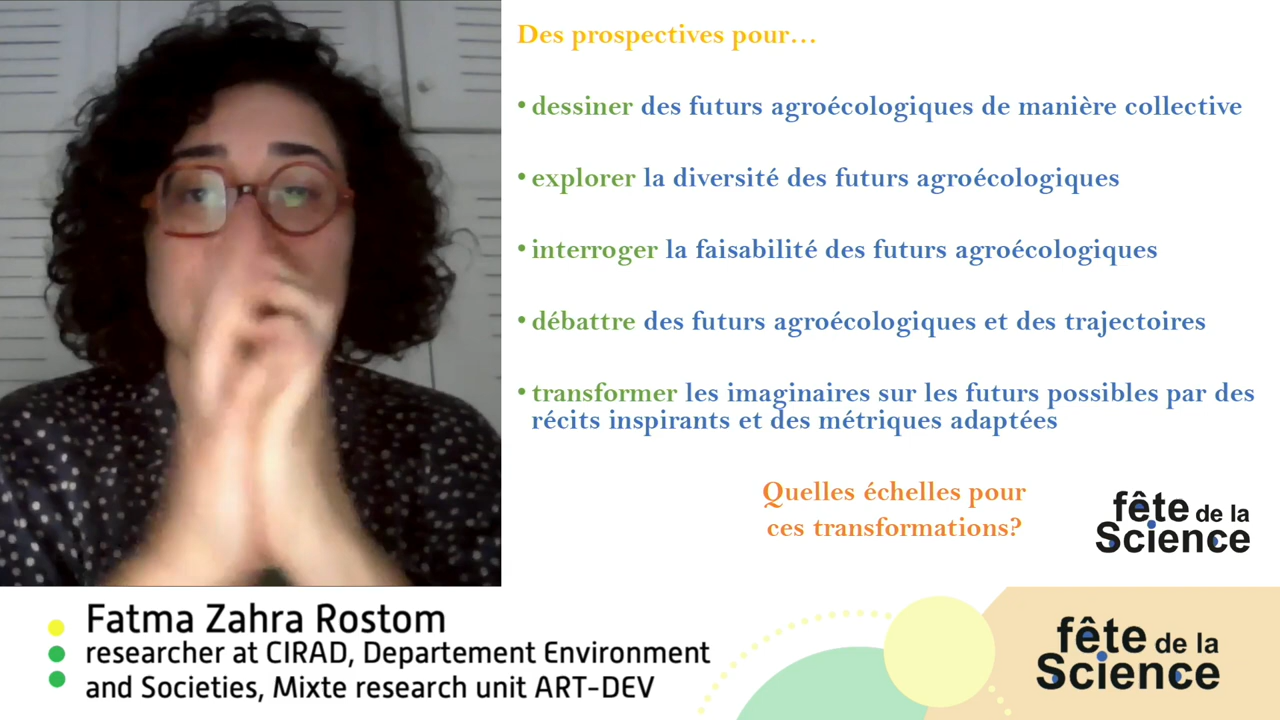 Des prospectives pour…
• dessiner des futurs agroécologiques de manière collective
• explorer la diversité des futurs agroécologiques
• interroger la faisabilité des futurs agroécologiques
• débattre des futurs agroécologiques et des trajectoires
• transformer les imaginaires sur les futurs possibles par des
récits inspirants et des métriques adaptées
Quelles échelles pour
ces transformations?
fête de la
Science
Fatma Zahra Rostom
researcher at CIRAD, Departement Environment
and Societies, Mixte research unit ART-DEV
fête de la
Science